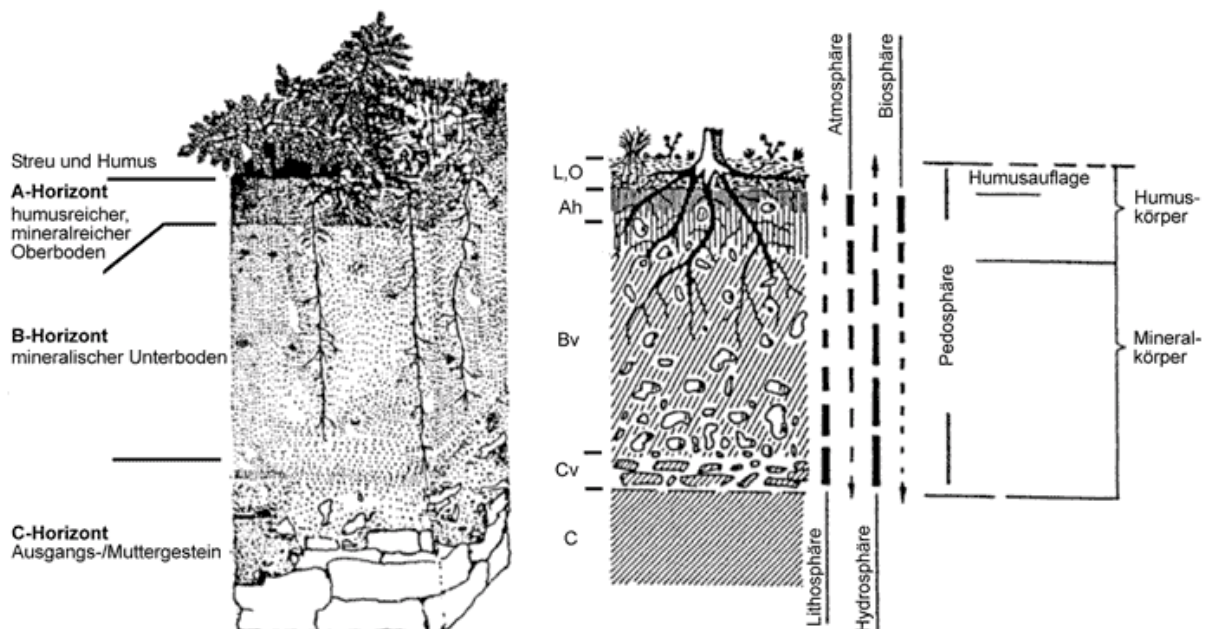 Streu und Humus
A-Horizont
humusreicher,
mineralreicher
Oberboden
B-Horizont
mineralischer Unterboden
C-Horizont
Ausgangs-/Muttergestein
L,O
Ah
Bv
Cv
C
Atmosphäre
Biosphäre
Lithosphäre
Hydrosphäre
Humusauflage
Pedosphäre
Humus-
körper
Mineral-
körper